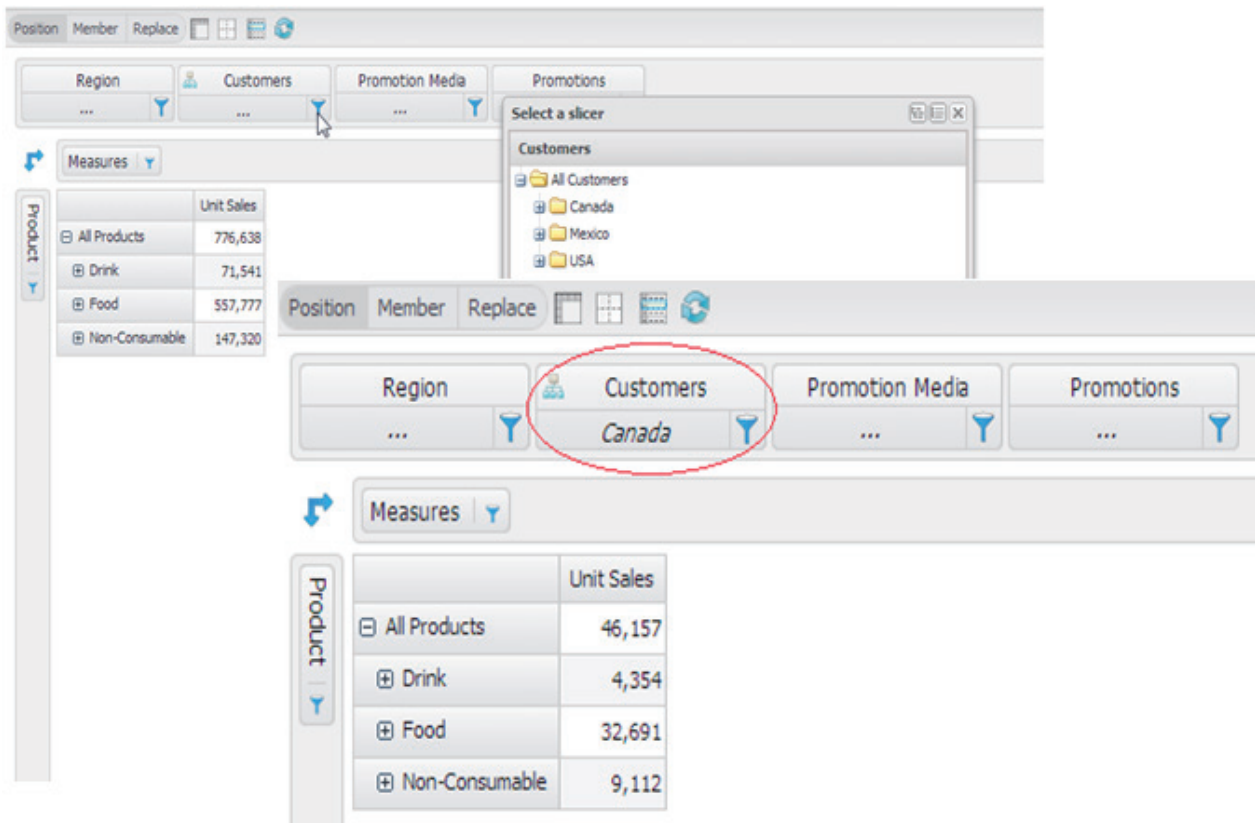 Position Member Replace
Region Customers Promotion Media Promotions
... ... ...
Select a slicer
Customers
All Customers
Canada
Mexico
USA
Measures
Product
Unit Sales
All Products 776,638
Drink 71,541
Food 557,777
Non-Consumable 147,320
Position Member Replace
Region Customers Promotion Media Promotions
... Canada ... ...
Measures
Product
Unit Sales
All Products 46,157
Drink 4,354
Food 32,691
Non-Consumable 9,112